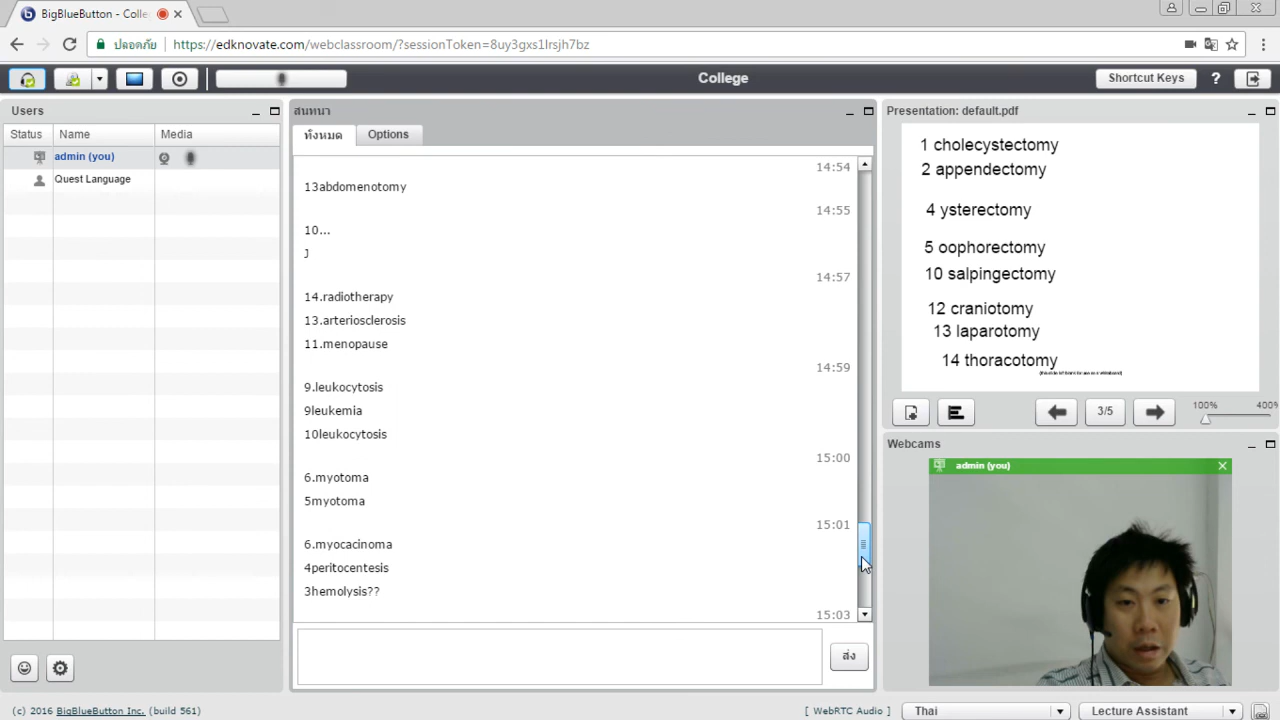 BigBlueButton - Colle
ปลอดภัย
https://edknovate.com/webclassroom/?sessionToken=8uy3gxs1lrsjh7bz
College
Shortcut Keys
?
Users
Status
Name
Media
admin (you)
Quest Language
สนทนา
ทั้งหมด
Options
14:54
13abdomenotomy
14:55
10...
J
14:57
14.radiotherapy
13.arteriosclerosis
11.menopause
14:59
9.leukocytosis
9leukemia
10leukocytosis
15:00
6.myotoma
5myotoma
15:01
6.myocacinoma
4peritocentesis
3hemolysis??
15:03
ส่ง
Presentation: default.pdf
1 cholecystectomy
2 appendectomy
4 ysterectomy
5 oophorectomy
10 salpingectomy
12 craniotomy
13 laparotomy
14 thoracotomy
3/5
100%
400%
Webcams
admin (you)
(c) 2016 BigBlueButton Inc. (build 561)
[ WebRTC Audio ]
Thai
Lecture Assistant